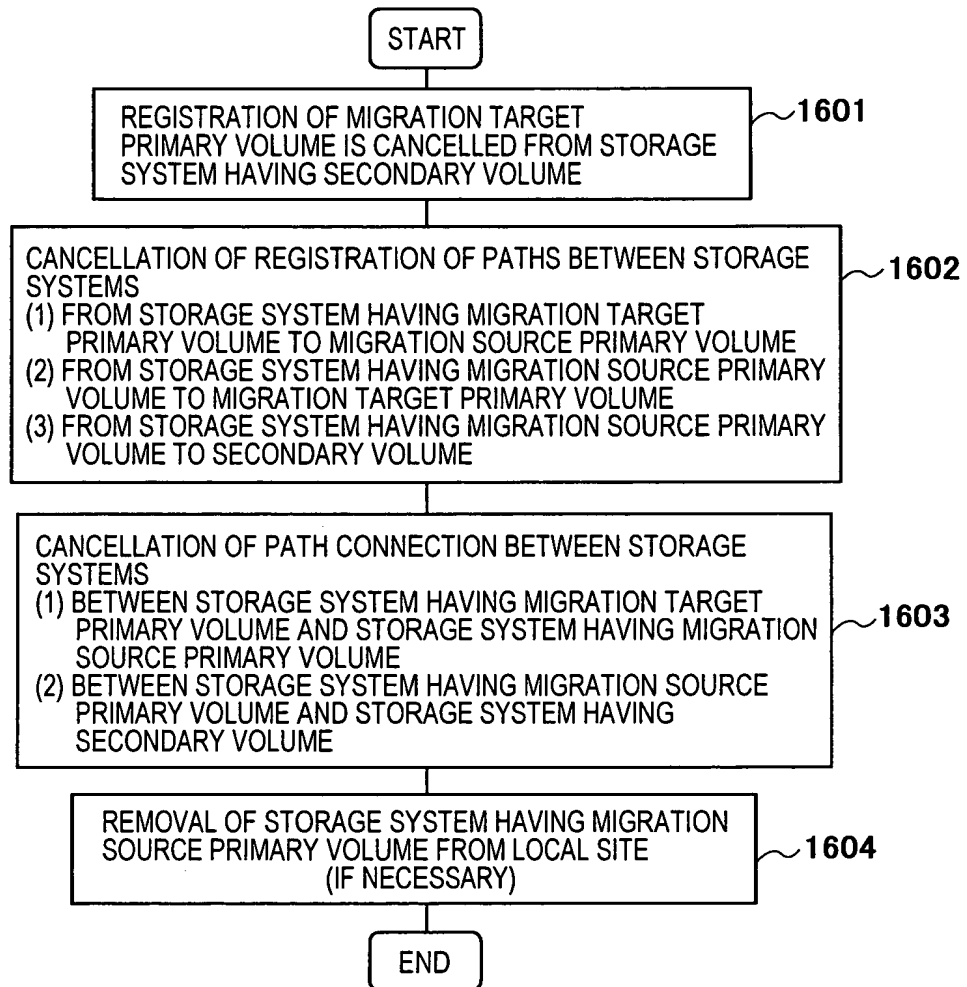 START
REGISTRATION OF MIGRATION TARGET
PRIMARY VOLUME IS CANCELLED FROM STORAGE
SYSTEM HAVING SECONDARY VOLUME
1601
CANCELLATION OF REGISTRATION OF PATHS BETWEEN STORAGE
SYSTEMS
(1) FROM STORAGE SYSTEM HAVING MIGRATION TARGET
PRIMARY VOLUME TO MIGRATION SOURCE PRIMARY VOLUME
(2) FROM STORAGE SYSTEM HAVING MIGRATION SOURCE PRIMARY
VOLUME TO MIGRATION TARGET PRIMARY VOLUME
(3) FROM STORAGE SYSTEM HAVING MIGRATION SOURCE PRIMARY
VOLUME TO SECONDARY VOLUME
1602
CANCELLATION OF PATH CONNECTION BETWEEN STORAGE
SYSTEMS
(1) BETWEEN STORAGE SYSTEM HAVING MIGRATION TARGET
PRIMARY VOLUME AND STORAGE SYSTEM HAVING MIGRATION
SOURCE PRIMARY VOLUME
(2) BETWEEN STORAGE SYSTEM HAVING MIGRATION SOURCE
PRIMARY VOLUME AND STORAGE SYSTEM HAVING
SECONDARY VOLUME
1603
REMOVAL OF STORAGE SYSTEM HAVING MIGRATION
SOURCE PRIMARY VOLUME FROM LOCAL SITE
(IF NECESSARY)
1604
END